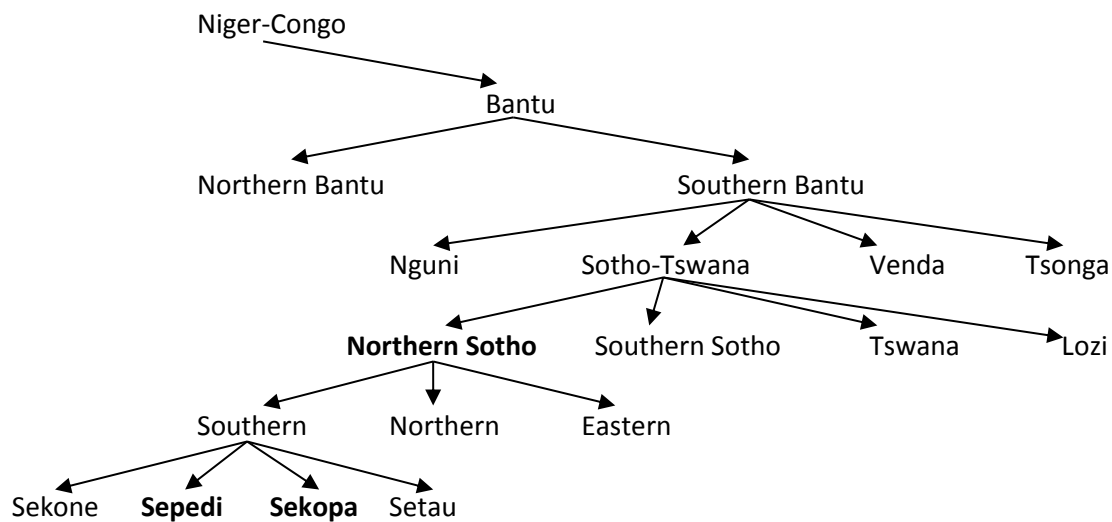 Niger-Congo
Bantu
Northern Bantu Southern Bantu
Nguni Sotho-Tswana Venda Tsonga
Northern Sotho Southern Sotho Tswana Lozi
Southern Northern Eastern
Sekone Sepedi Sekopa Setau